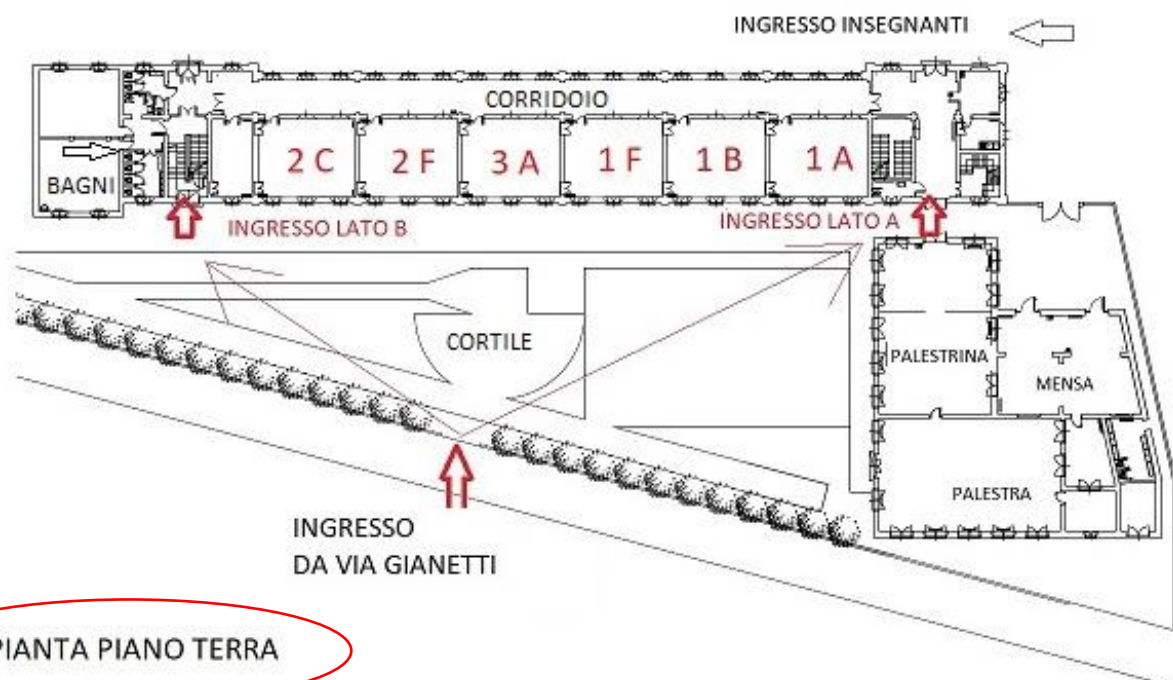 INGRESSO INSEGNANTI
CORRIDOIO
2 C
2 F
3 A
1 F
1 B
1 A
BAGNI
INGRESSO LATO B
INGRESSO LATO A
CORTILE
PALESTRINA
MENSA
PALESTRA
INGRESSO
DA VIA GIANETTI
PIANTA PIANO TERRA